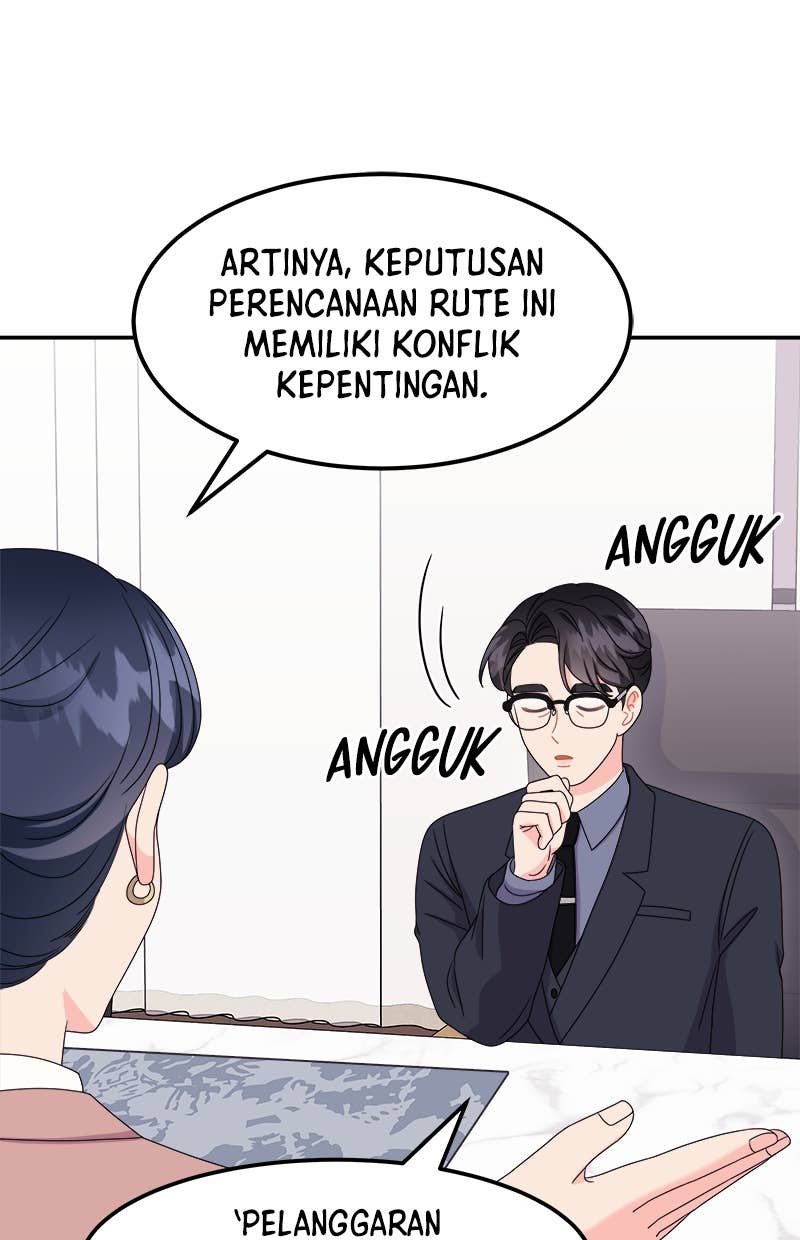 ARTINYA, KEPUTUSAN
PERENCANAAN RUTE INI
MEMILIKI KONFLIK
KEPENTINGAN.
ANGGUK
ANGGUK
'PELANGGARAN